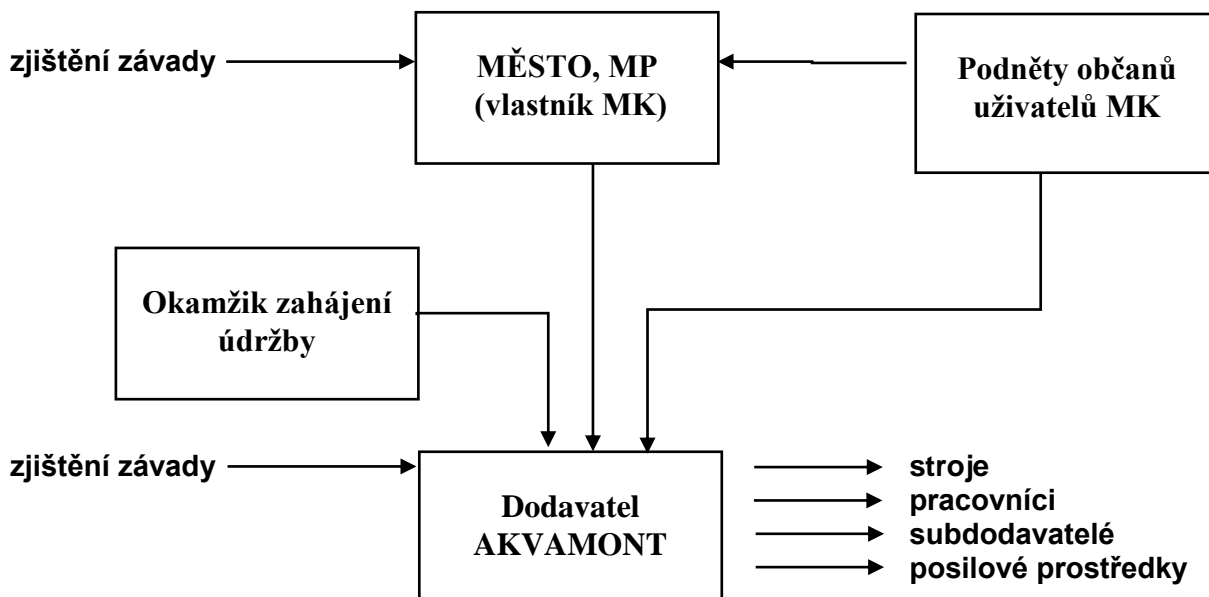 zjištění závady
MĚSTO, MP
(vlastník MK)
Podněty občanů
uživatelů MK
Okamžik zahájení
údržby
zjištění závady
Dodavatel
AKVAMONT
stroje
pracovníci
subdodavatelé
posilové prostředky